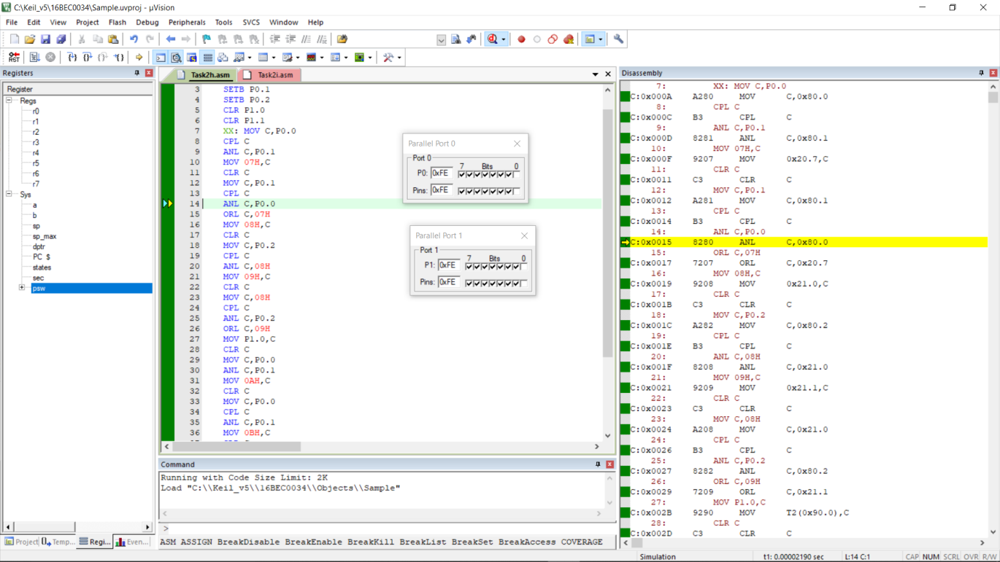 C:\Keil_v5\16BEC0034\Sample.uvproj - µVision
File Edit View Project Flash Debug Peripherals Tools SVCS Window Help
RST
Registers
Register
Regs
r0
r1
r2
r3
r4
r5
r6
r7
Sys
a
b
sp
sp_max
dptr
PC $
states
sec
psw
Project Temp... Regi... Even...
Task2h.asm Task2i.asm
3 SETB P0.1
4 SETB P0.2
5 CLR P1.0
6 CLR P1.1
7 XX: MOV C,P0.0
8 CPL C
9 ANL C,P0.1
10 MOV 07H,C
11 CLR C
12 MOV C,P0.1
13 CPL C
14 ANL C,P0.0
15 ORL C,07H
16 MOV 08H,C
17 CLR C
18 MOV C,P0.2
19 CPL C
20 ANL C,08H
21 MOV 09H,C
22 CLR C
23 MOV C,08H
24 CPL C
25 ANL C,P0.2
26 ORL C,09H
27 MOV P1.0,C
28 CLR C
29 MOV C,P0.0
30 ANL C,P0.1
31 MOV 0AH,C
32 CLR C
33 MOV C,P0.0
34 CPL C
35 ANL C,P0.1
36 MOV 0BH,C
Parallel Port 0
Port 0
7 Bits 0
P0: 0xFE
Pins: 0xFE
Parallel Port 1
Port 1
7 Bits 0
P1: 0xFE
Pins: 0xFE
Command
Running with Code Size Limit: 2K
Load "C:\\Keil_v5\\16BEC0034\\Objects\\Sample"
>
ASM ASSIGN BreakDisable BreakEnable BreakKill BreakList BreakSet BreakAccess COVERAGE
Disassembly
7: XX: MOV C,P0.0
C:0x000A A280 MOV C,0x80.0
8: CPL C
C:0x000C B3 CPL C
9: ANL C,P0.1
C:0x000D 8281 ANL C,0x80.1
10: MOV 07H,C
C:0x000F 9207 MOV 0x20.7,C
11: CLR C
C:0x0011 C3 CLR C
12: MOV C,P0.1
C:0x0012 A281 MOV C,0x80.1
13: CPL C
C:0x0014 B3 CPL C
14: ANL C,P0.0
C:0x0015 8280 ANL C,0x80.0
15: ORL C,07H
C:0x0017 7207 ORL C,0x20.7
16: MOV 08H,C
C:0x0019 9208 MOV 0x21.0,C
17: CLR C
C:0x001B C3 CLR C
18: MOV C,P0.2
C:0x001C A282 MOV C,0x80.2
19: CPL C
C:0x001E B3 CPL C
20: ANL C,08H
C:0x001F 8208 ANL C,0x21.0
21: MOV 09H,C
C:0x0021 9209 MOV 0x21.1,C
22: CLR C
C:0x0023 C3 CLR C
23: MOV C,08H
C:0x0024 A208 MOV C,0x21.0
24: CPL C
C:0x0026 B3 CPL C
25: ANL C,P0.2
C:0x0027 8282 ANL C,0x80.2
26: ORL C,09H
C:0x0029 7209 ORL C,0x21.1
27: MOV P1.0,C
C:0x002B 9290 MOV T2(0x90.0),C
28: CLR C
C:0x002D C3 CLR C
Simulation t1: 0.00002190 sec L:14 C:1 CAP NUM SCRL OVR R/W